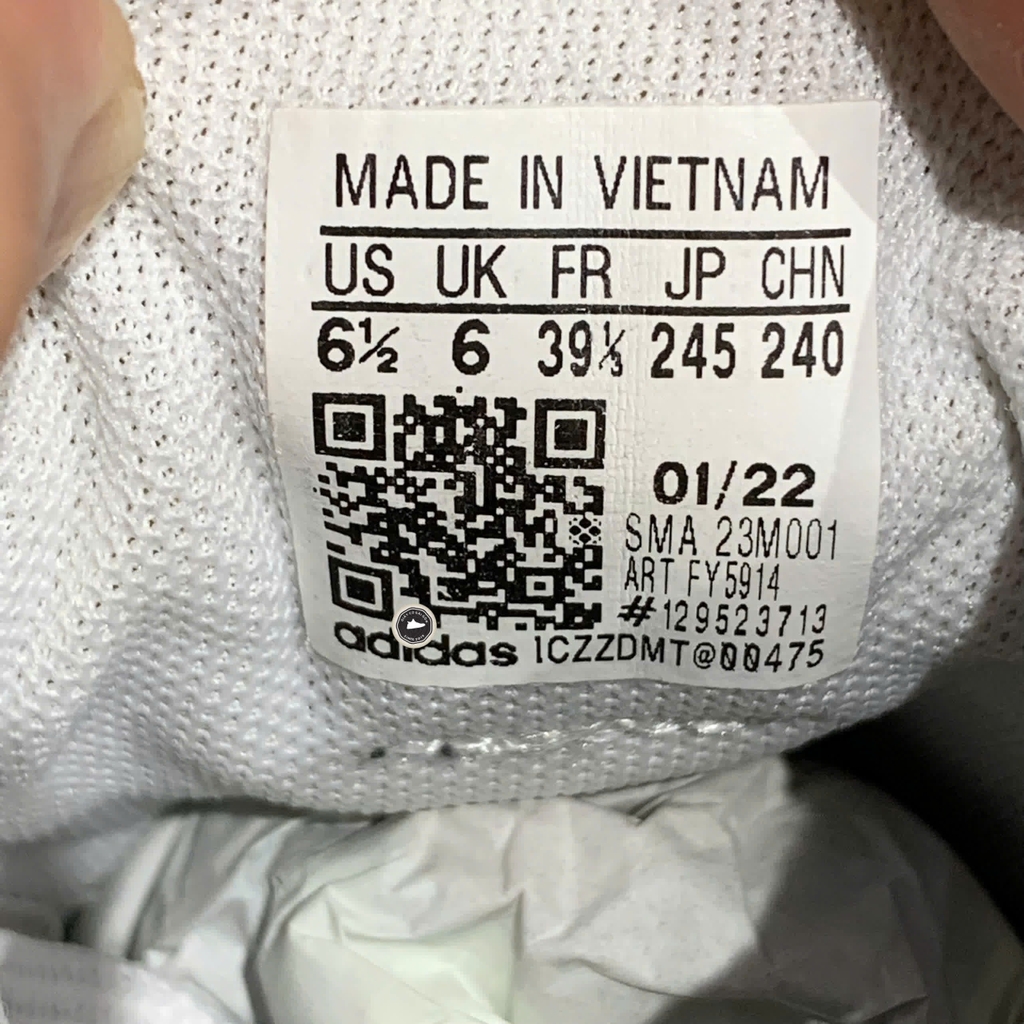 MADE IN VIETNAM
US UK FR JP CHN
6½ 6 39⅓ 245 240
01/22
SMA 23M001
ART FY5914
# 129523713
adidas 1CZZDMT@00475